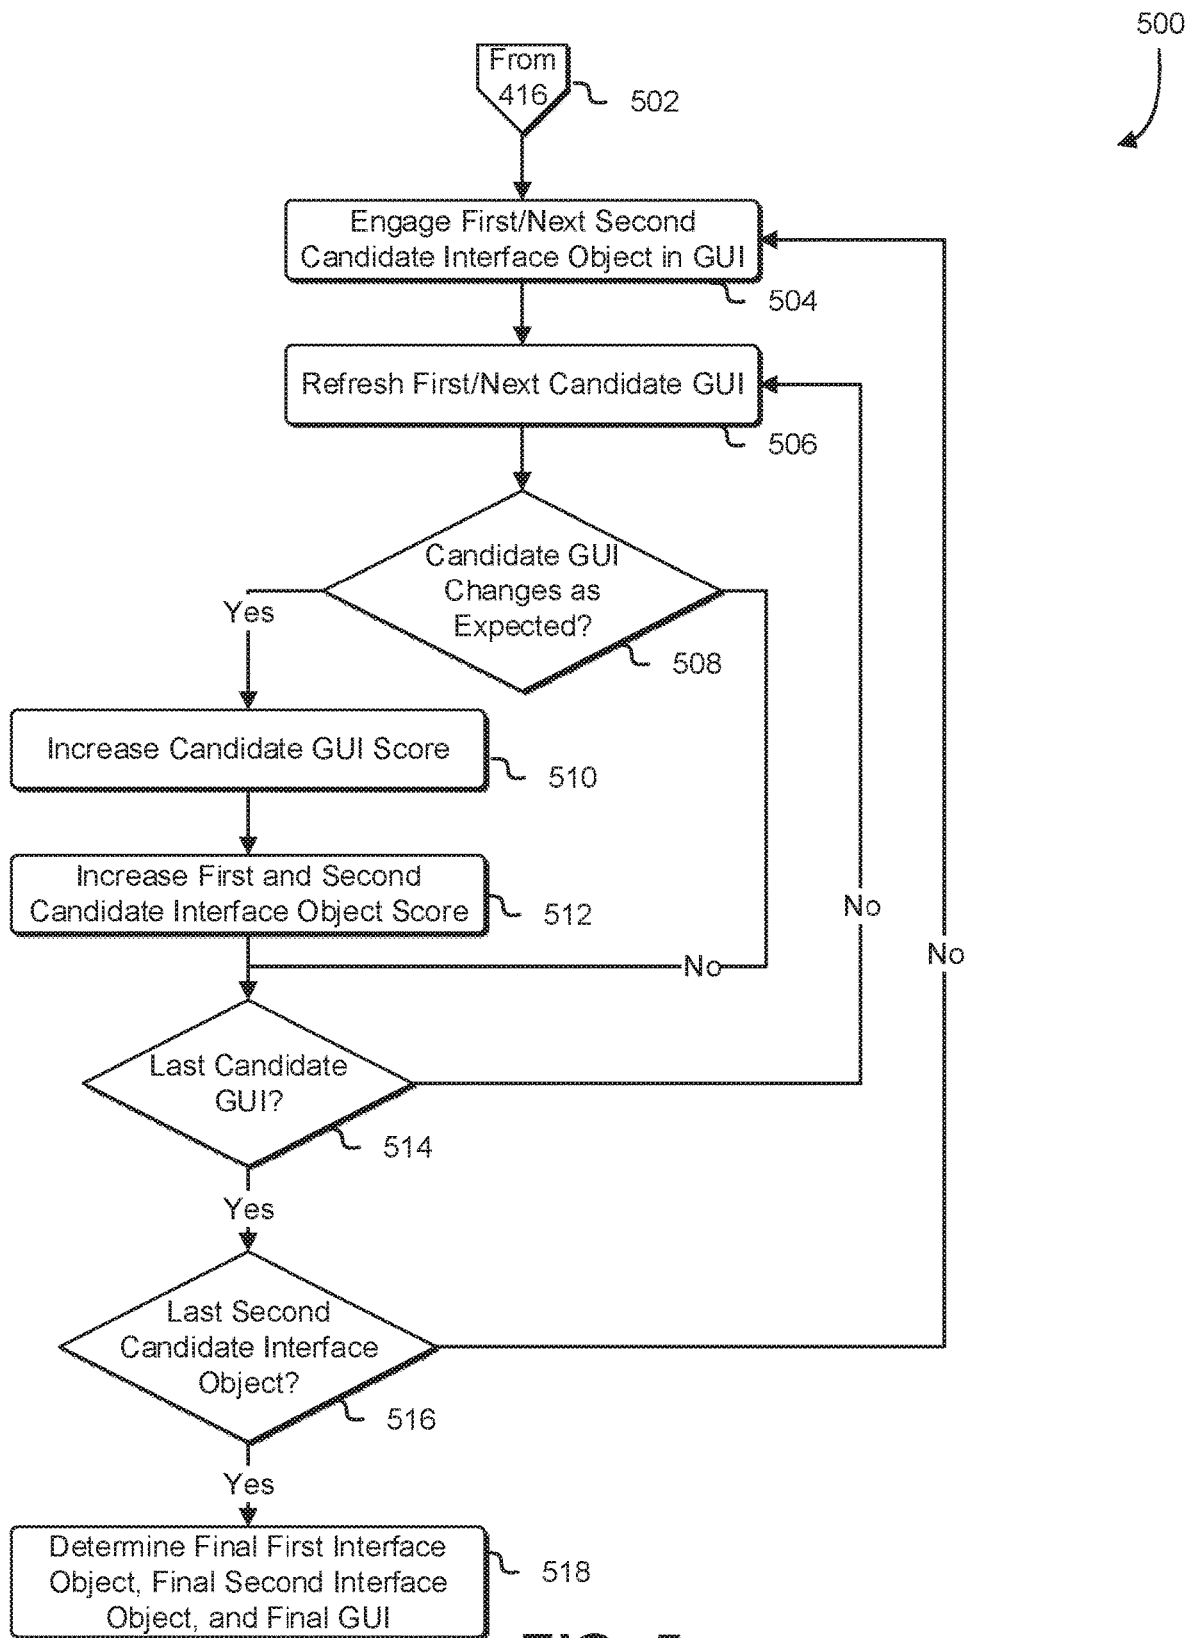 500
From
416
502
Engage First/Next Second
Candidate Interface Object in GUI
504
Refresh First/Next Candidate GUI
506
Candidate GUI
Changes as
Expected?
508
Yes
Increase Candidate GUI Score
510
Increase First and Second
Candidate Interface Object Score
512
No
No
No
Last Candidate
GUI?
514
Yes
Last Second
Candidate Interface
Object?
516
Yes
Determine Final First Interface
Object, Final Second Interface
Object, and Final GUI
518